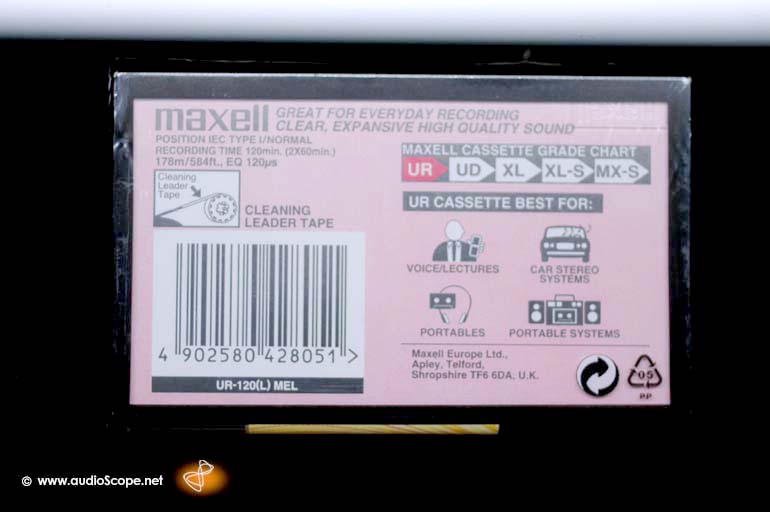 maxell GREAT FOR EVERYDAY RECORDING
CLEAR, EXPANSIVE HIGH QUALITY SOUND
POSITION IEC TYPE I/NORMAL
RECORDING TIME 120min. (2X60min.)
178m/584ft., EQ 120µs
Cleaning
Leader
Tape
CLEANING
LEADER TAPE
4 902580 428051 >
UR-120(L) MEL
MAXELL CASSETTE GRADE CHART
UR UD XL XL-S MX-S
UR CASSETTE BEST FOR:
VOICE/LECTURES
CAR STEREO
SYSTEMS
PORTABLES
PORTABLE SYSTEMS
Maxell Europe Ltd.,
Apley, Telford,
Shropshire TF6 6DA, U.K.
05
P.P.
© www.audioScope.net